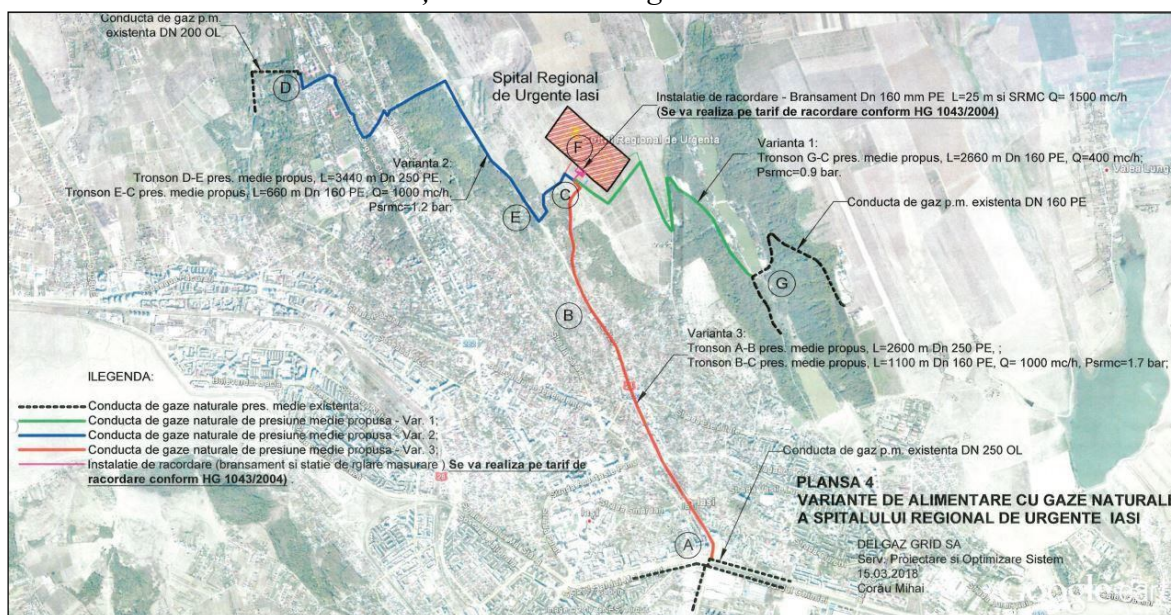 Conducta de gaz p.m.
existenta DN 200 OL
D
Spital Regional
de Urgente Iasi
Instalatie de racordare - Bransament Dn 160 mm PE L=25 m si SRMC Q= 1500 mc/h
(Se va realiza pe tarif de racordare conform HG 1043/2004)
F
Regional de Urgenta
Varianta 1:
Tronson G-C pres. medie propus, L=2660 m Dn 160 PE, Q=400 mc/h;
Psrmc=0.9 bar.
Varianta 2:
Tronson D-E pres. medie propus, L=3440 m Dn 250 PE, ;
Tronson E-C pres. medie propus, L=660 m Dn 160 PE, Q= 1000 mc/h,
Psrmc=1.2 bar;
C
E
Conducta de gaz p.m. existenta DN 160 PE
G
B
Varianta 3:
Tronson A-B pres. medie propus, L=2600 m Dn 250 PE, ;
Tronson B-C pres. medie propus, L=1100 m Dn 160 PE, Q= 1000 mc/h, Psrmc=1.7 bar;
ILEGENDA:
Conducta de gaze naturale pres. medie existenta;
Conducta de gaze naturale de presiune medie propusa - Var. 1;
Conducta de gaze naturale de presiune medie propusa - Var. 2;
Conducta de gaze naturale de presiune medie propusa - Var. 3;
Instalatie de racordare (bransament si statie de rglare masurare ) Se va realiza pe tarif de
racordare conform HG 1043/2004)
Conducta de gaz p.m. existenta DN 250 OL
A
PLANSA 4
VARIANTE DE ALIMENTARE CU GAZE NATURALE
A SPITALULUI REGIONAL DE URGENTE IASI
DELGAZ GRID SA
Serv. Proiectare si Optimizare Sistem
15.03.2018
Corău Mihai